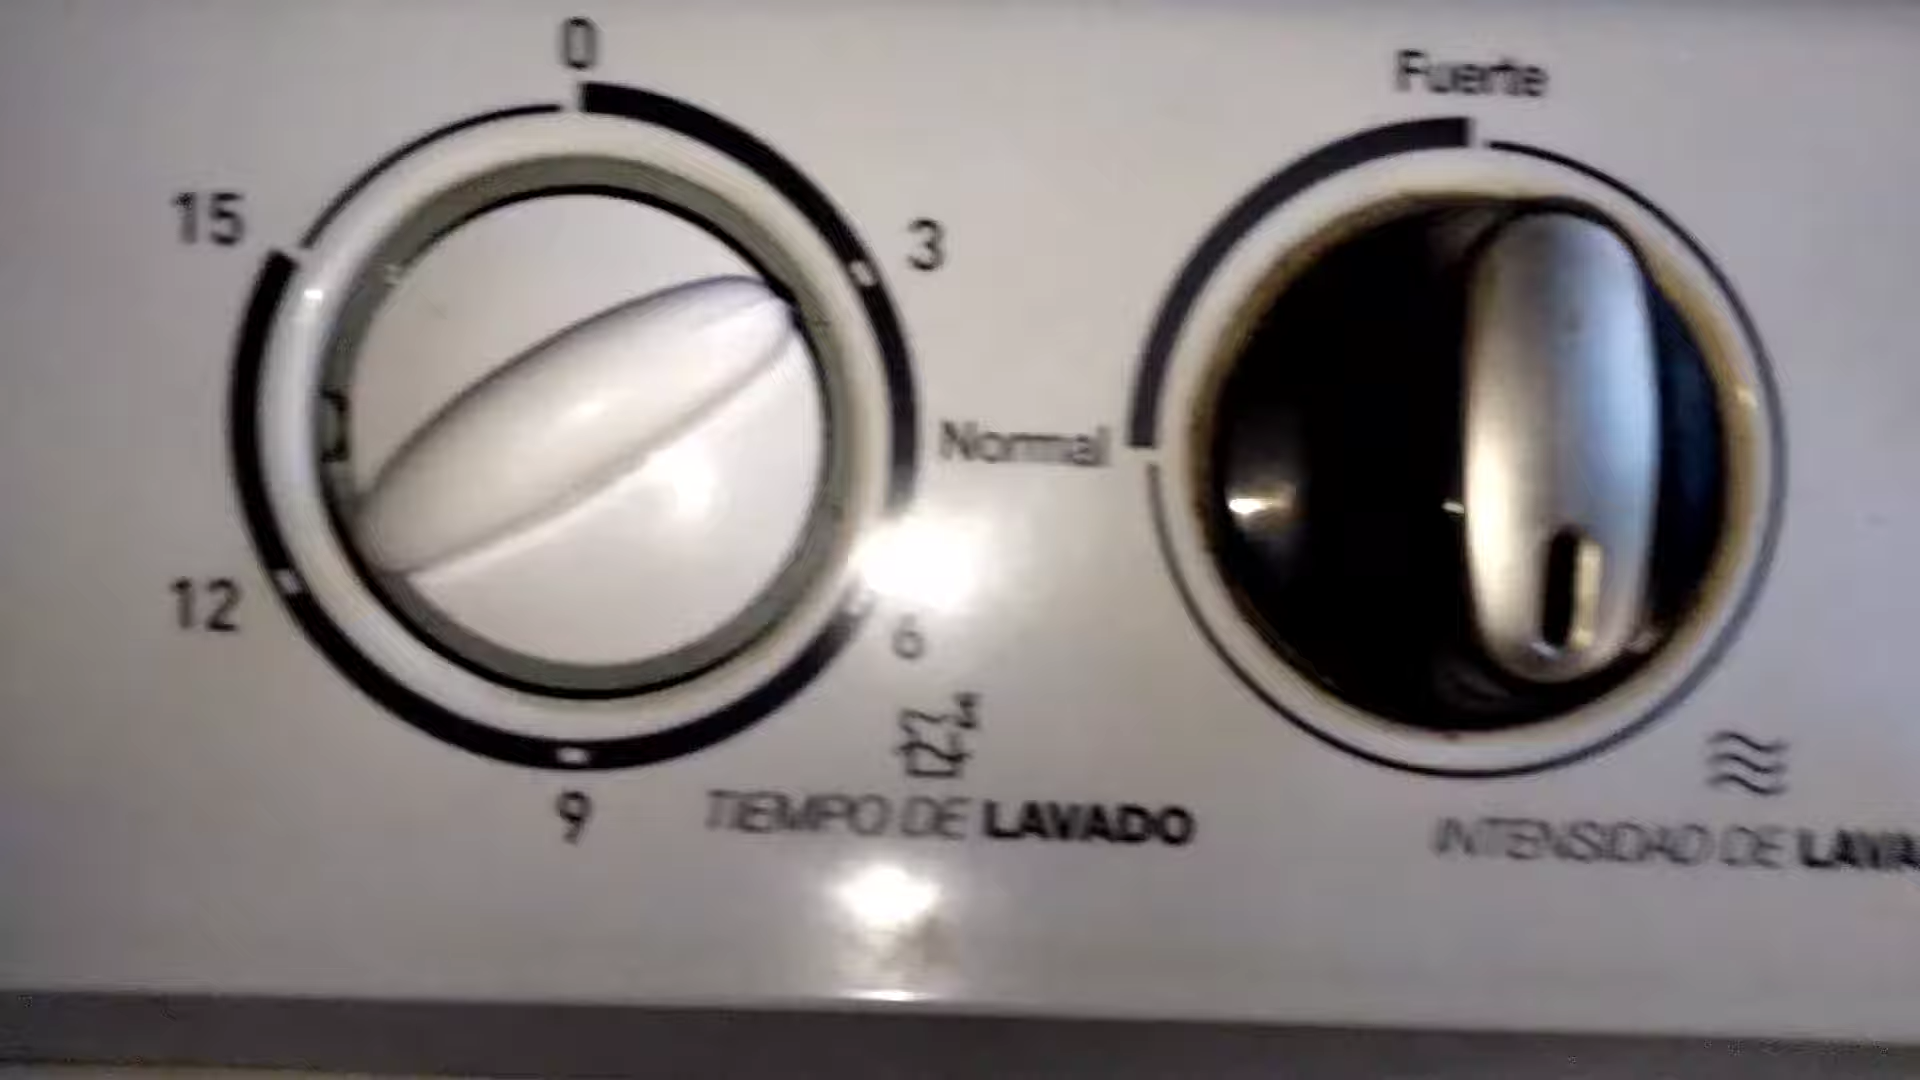 0
Fuerte
15
3
Normal
12
6
9
TIEMPO DE LAVADO
INTENSIDAD DE LAVA